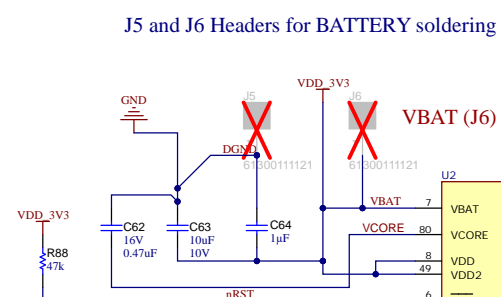 J5 and J6 Headers for BATTERY soldering
VDD_3V3
GND
J5
J6
VBAT (J6)
DGND
61300111121
61300111121
U2
VDD_3V3
VBAT
7
VBAT
C62
16V
0.47uF
C63
10uF
10V
C64
1µF
VCORE
80
VCORE
R88
47k
8
VDD
49
VDD2
nRST
6